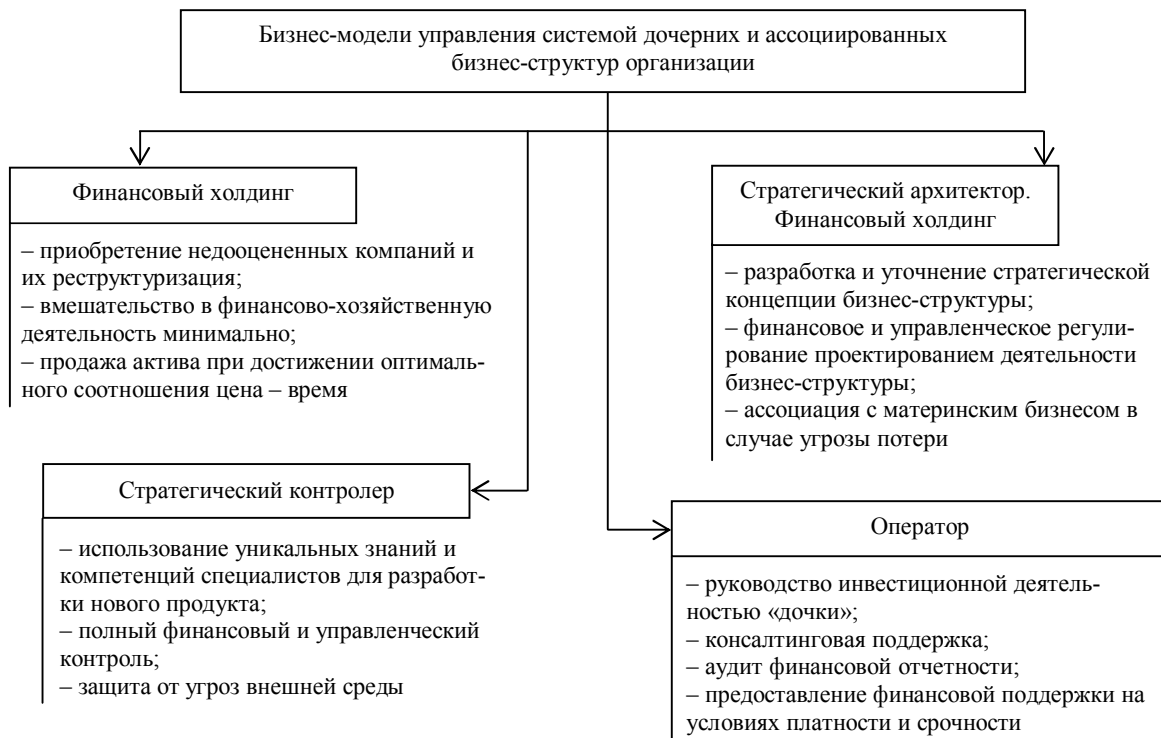 Бизнес-модели управления системой дочерних и ассоциированных
бизнес-структур организации
Финансовый холдинг
– приобретение недооцененных компаний и
их реструктуризация;
– вмешательство в финансово-хозяйственную
деятельность минимально;
– продажа актива при достижении оптималь-
ного соотношения цена – время
Стратегический архитектор.
Финансовый холдинг
– разработка и уточнение стратегической
концепции бизнес-структуры;
– финансовое и управленческое регули-
рование проектированием деятельности
бизнес-структуры;
– ассоциация с материнским бизнесом в
случае угрозы потери
Стратегический контролер
– использование уникальных знаний и
компетенций специалистов для разработ-
ки нового продукта;
– полный финансовый и управленческий
контроль;
– защита от угроз внешней среды
Оператор
– руководство инвестиционной деятель-
ностью «дочки»;
– консалтинговая поддержка;
– аудит финансовой отчетности;
– предоставление финансовой поддержки на
условиях платности и срочности